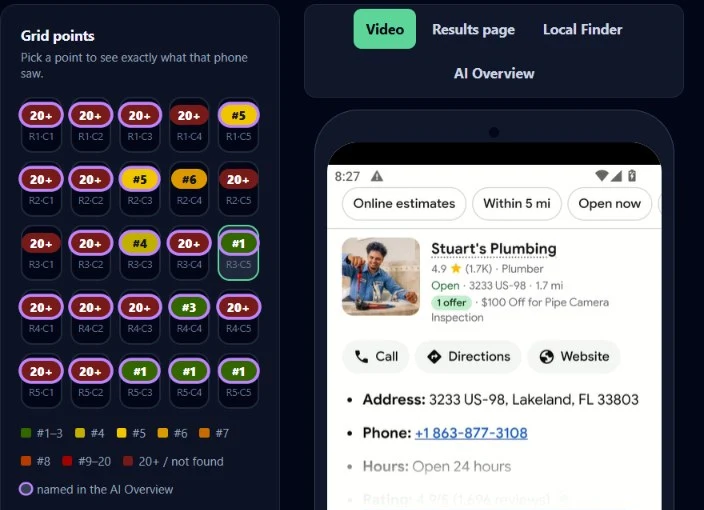 Grid points
Pick a point to see exactly what that phone
saw.
20+ 20+ 20+ 20+ #5
R1·C1 R1·C2 R1·C3 R1·C4 R1·C5
20+ 20+ #5 #6 20+
R2·C1 R2·C2 R2·C3 R2·C4 R2·C5
20+ 20+ #4 20+ #1
R3·C1 R3·C2 R3·C3 R3·C4 R3·C5
20+ 20+ 20+ #3 20+
R4·C1 R4·C2 R4·C3 R4·C4 R4·C5
20+ 20+ #1 #1 #1
R5·C1 R5·C2 R5·C3 R5·C4 R5·C5
#1–3 #4 #5 #6 #7
#8 #9–20 20+ / not found
named in the AI Overview
Video Results page Local Finder
AI Overview
8:27
Online estimates Within 5 mi Open now
Stuart's Plumbing
4.9 ★ (1.7K) · Plumber
Open · 3233 US-98 · 1.7 mi
1 offer · $100 Off for Pipe Camera
Inspection
Call Directions Website
• Address: 3233 US-98, Lakeland, FL 33803
• Phone: +1 863-877-3108
• Hours: Open 24 hours
• Rating: 4.9/5 (1,696 reviews)